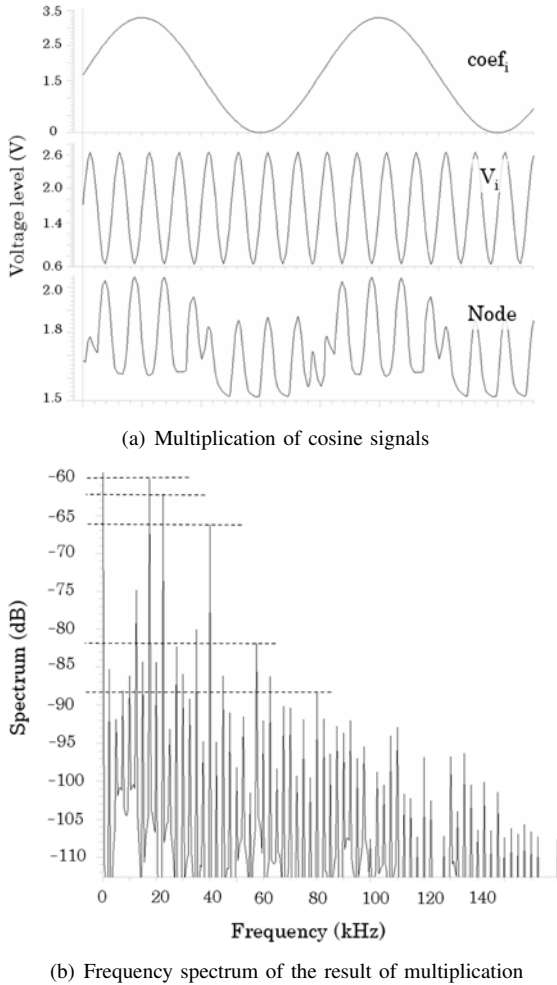 3.5
coef_i
2.5
1.5
0
Voltage level (V)
2.6
V_i
2.0
1.4
0.6
2.0
Node
1.8
1.5
(a) Multiplication of cosine signals
−60
−65
−70
−75
−80
−85
−90
−95
−100
−105
−110
Spectrum (dB)
0 20 40 60 80 100 120 140
Frequency (kHz)
(b) Frequency spectrum of the result of multiplication